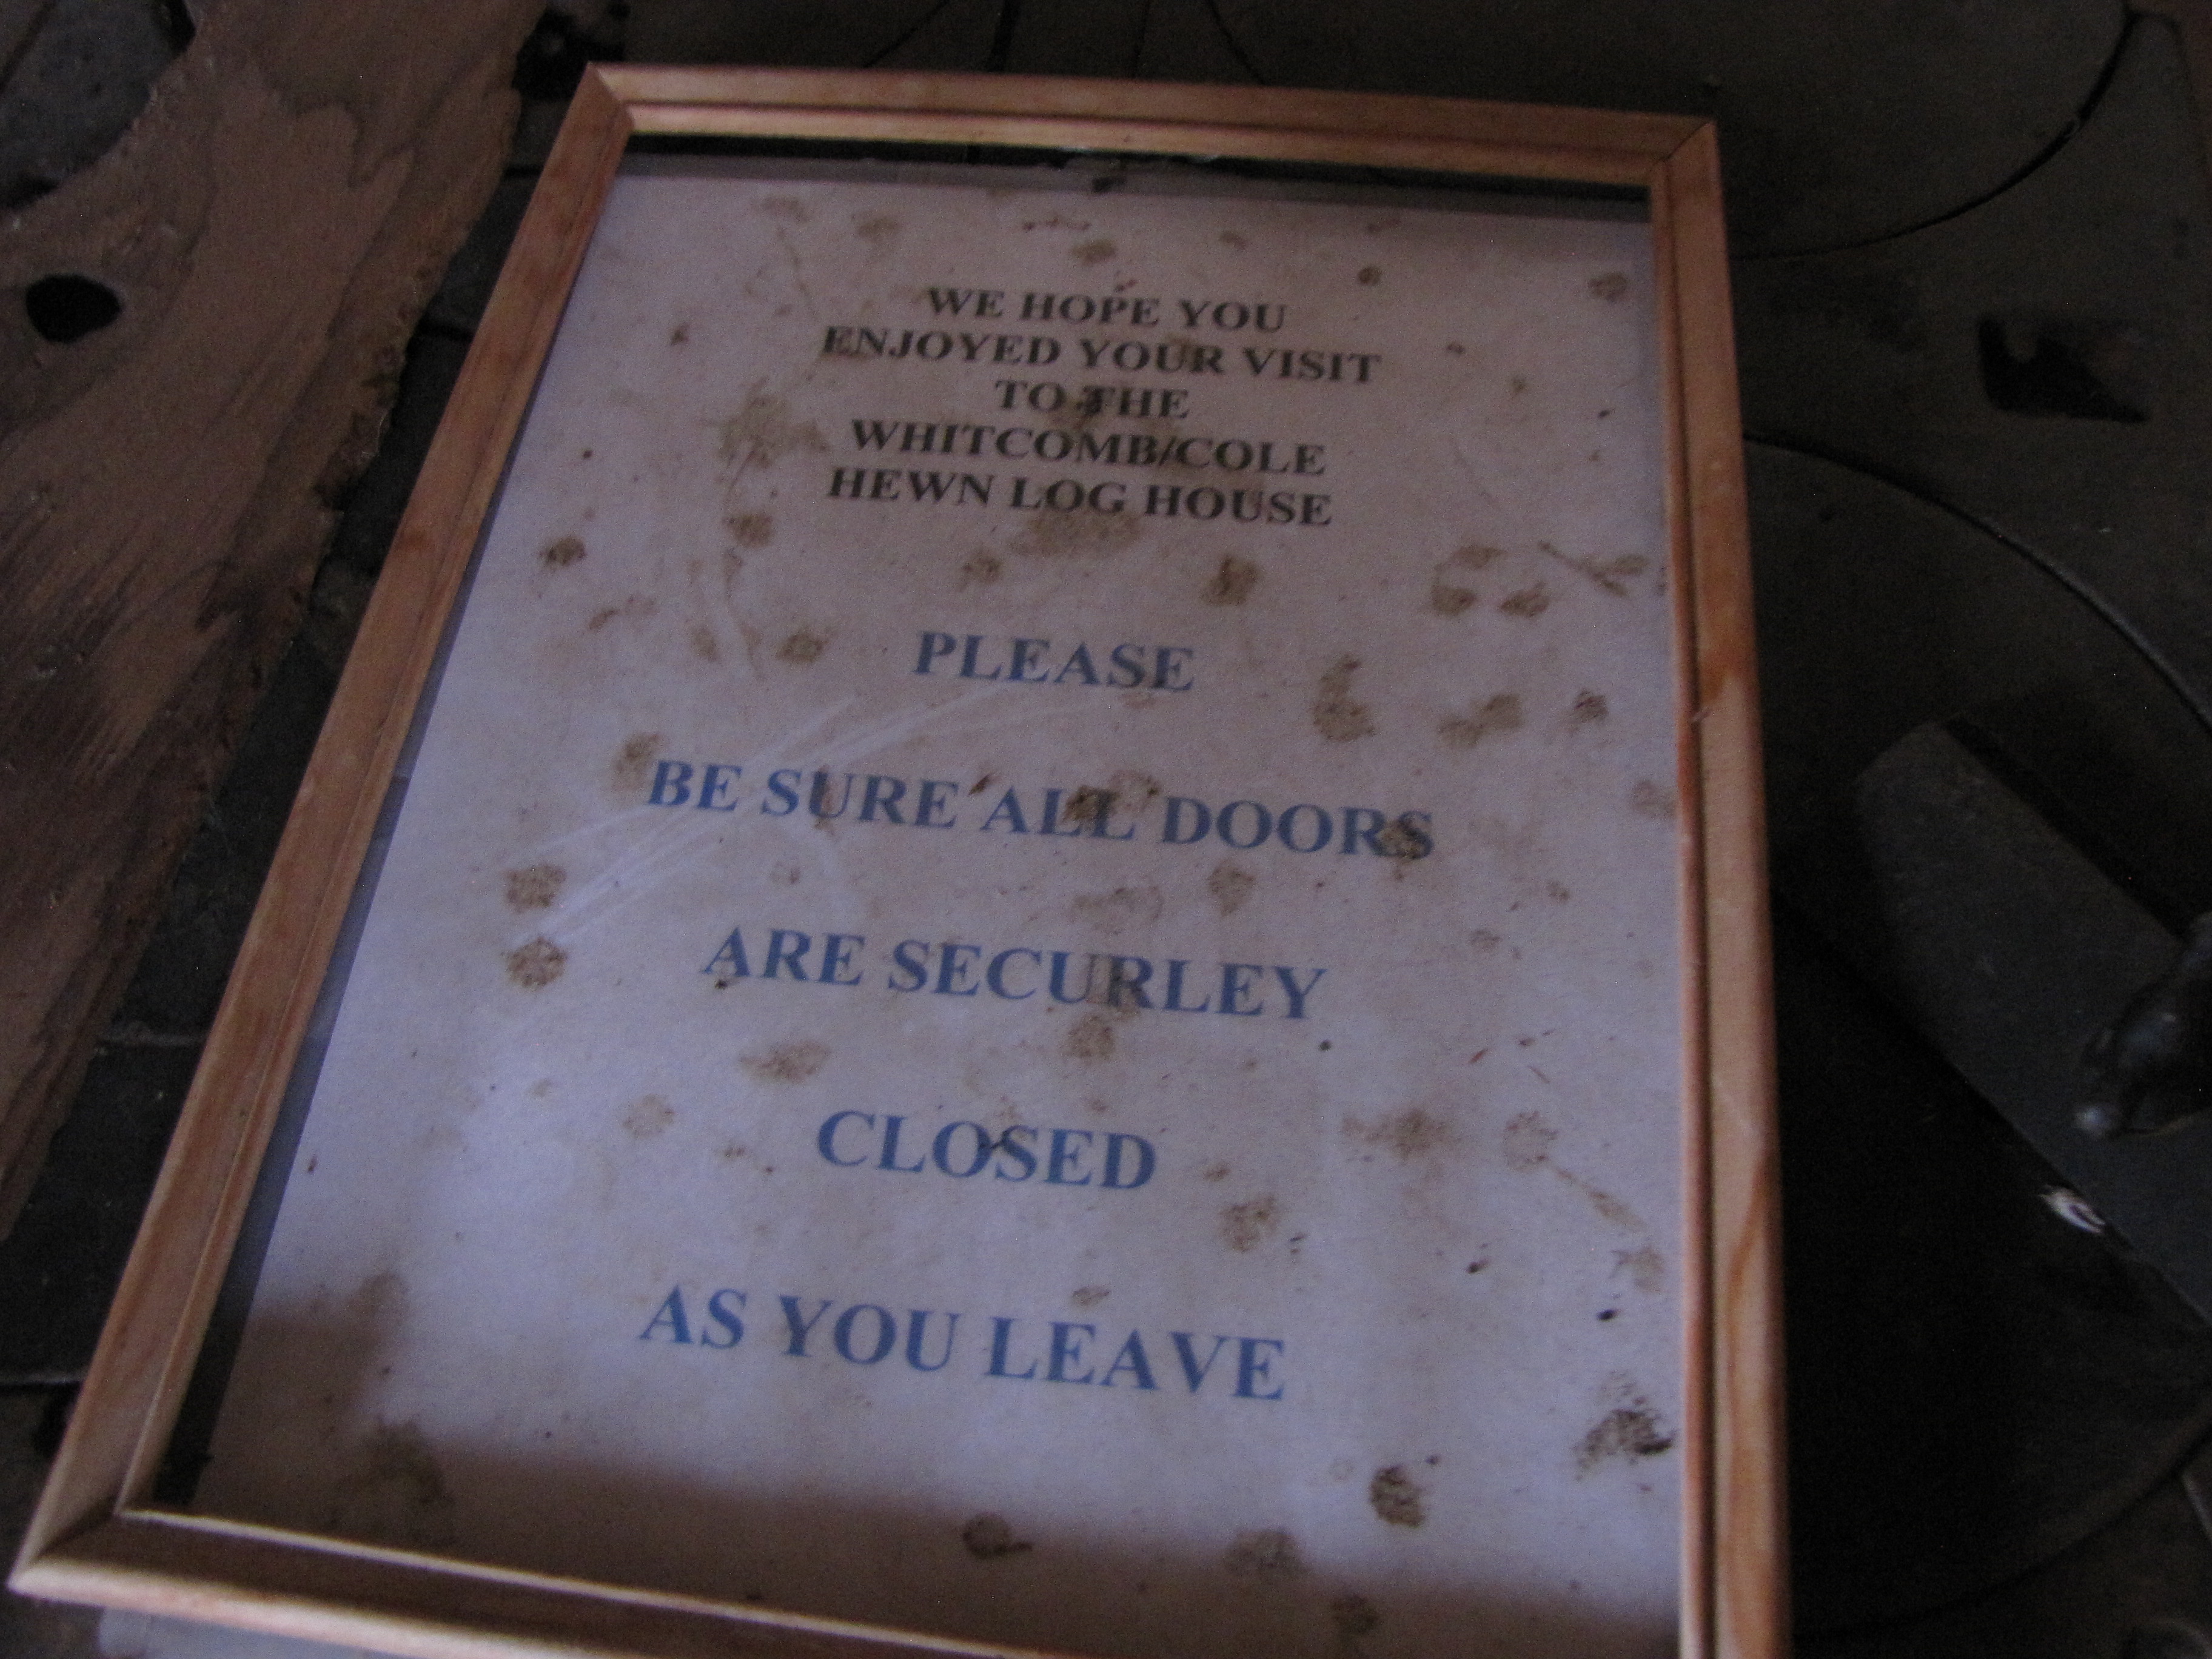 WE HOPE YOU
ENJOYED YOUR VISIT
TO THE
WHITCOMB/COLE
HEWN LOG HOUSE
PLEASE
BE SURE ALL DOORS
ARE SECURLEY
CLOSED
AS YOU LEAVE